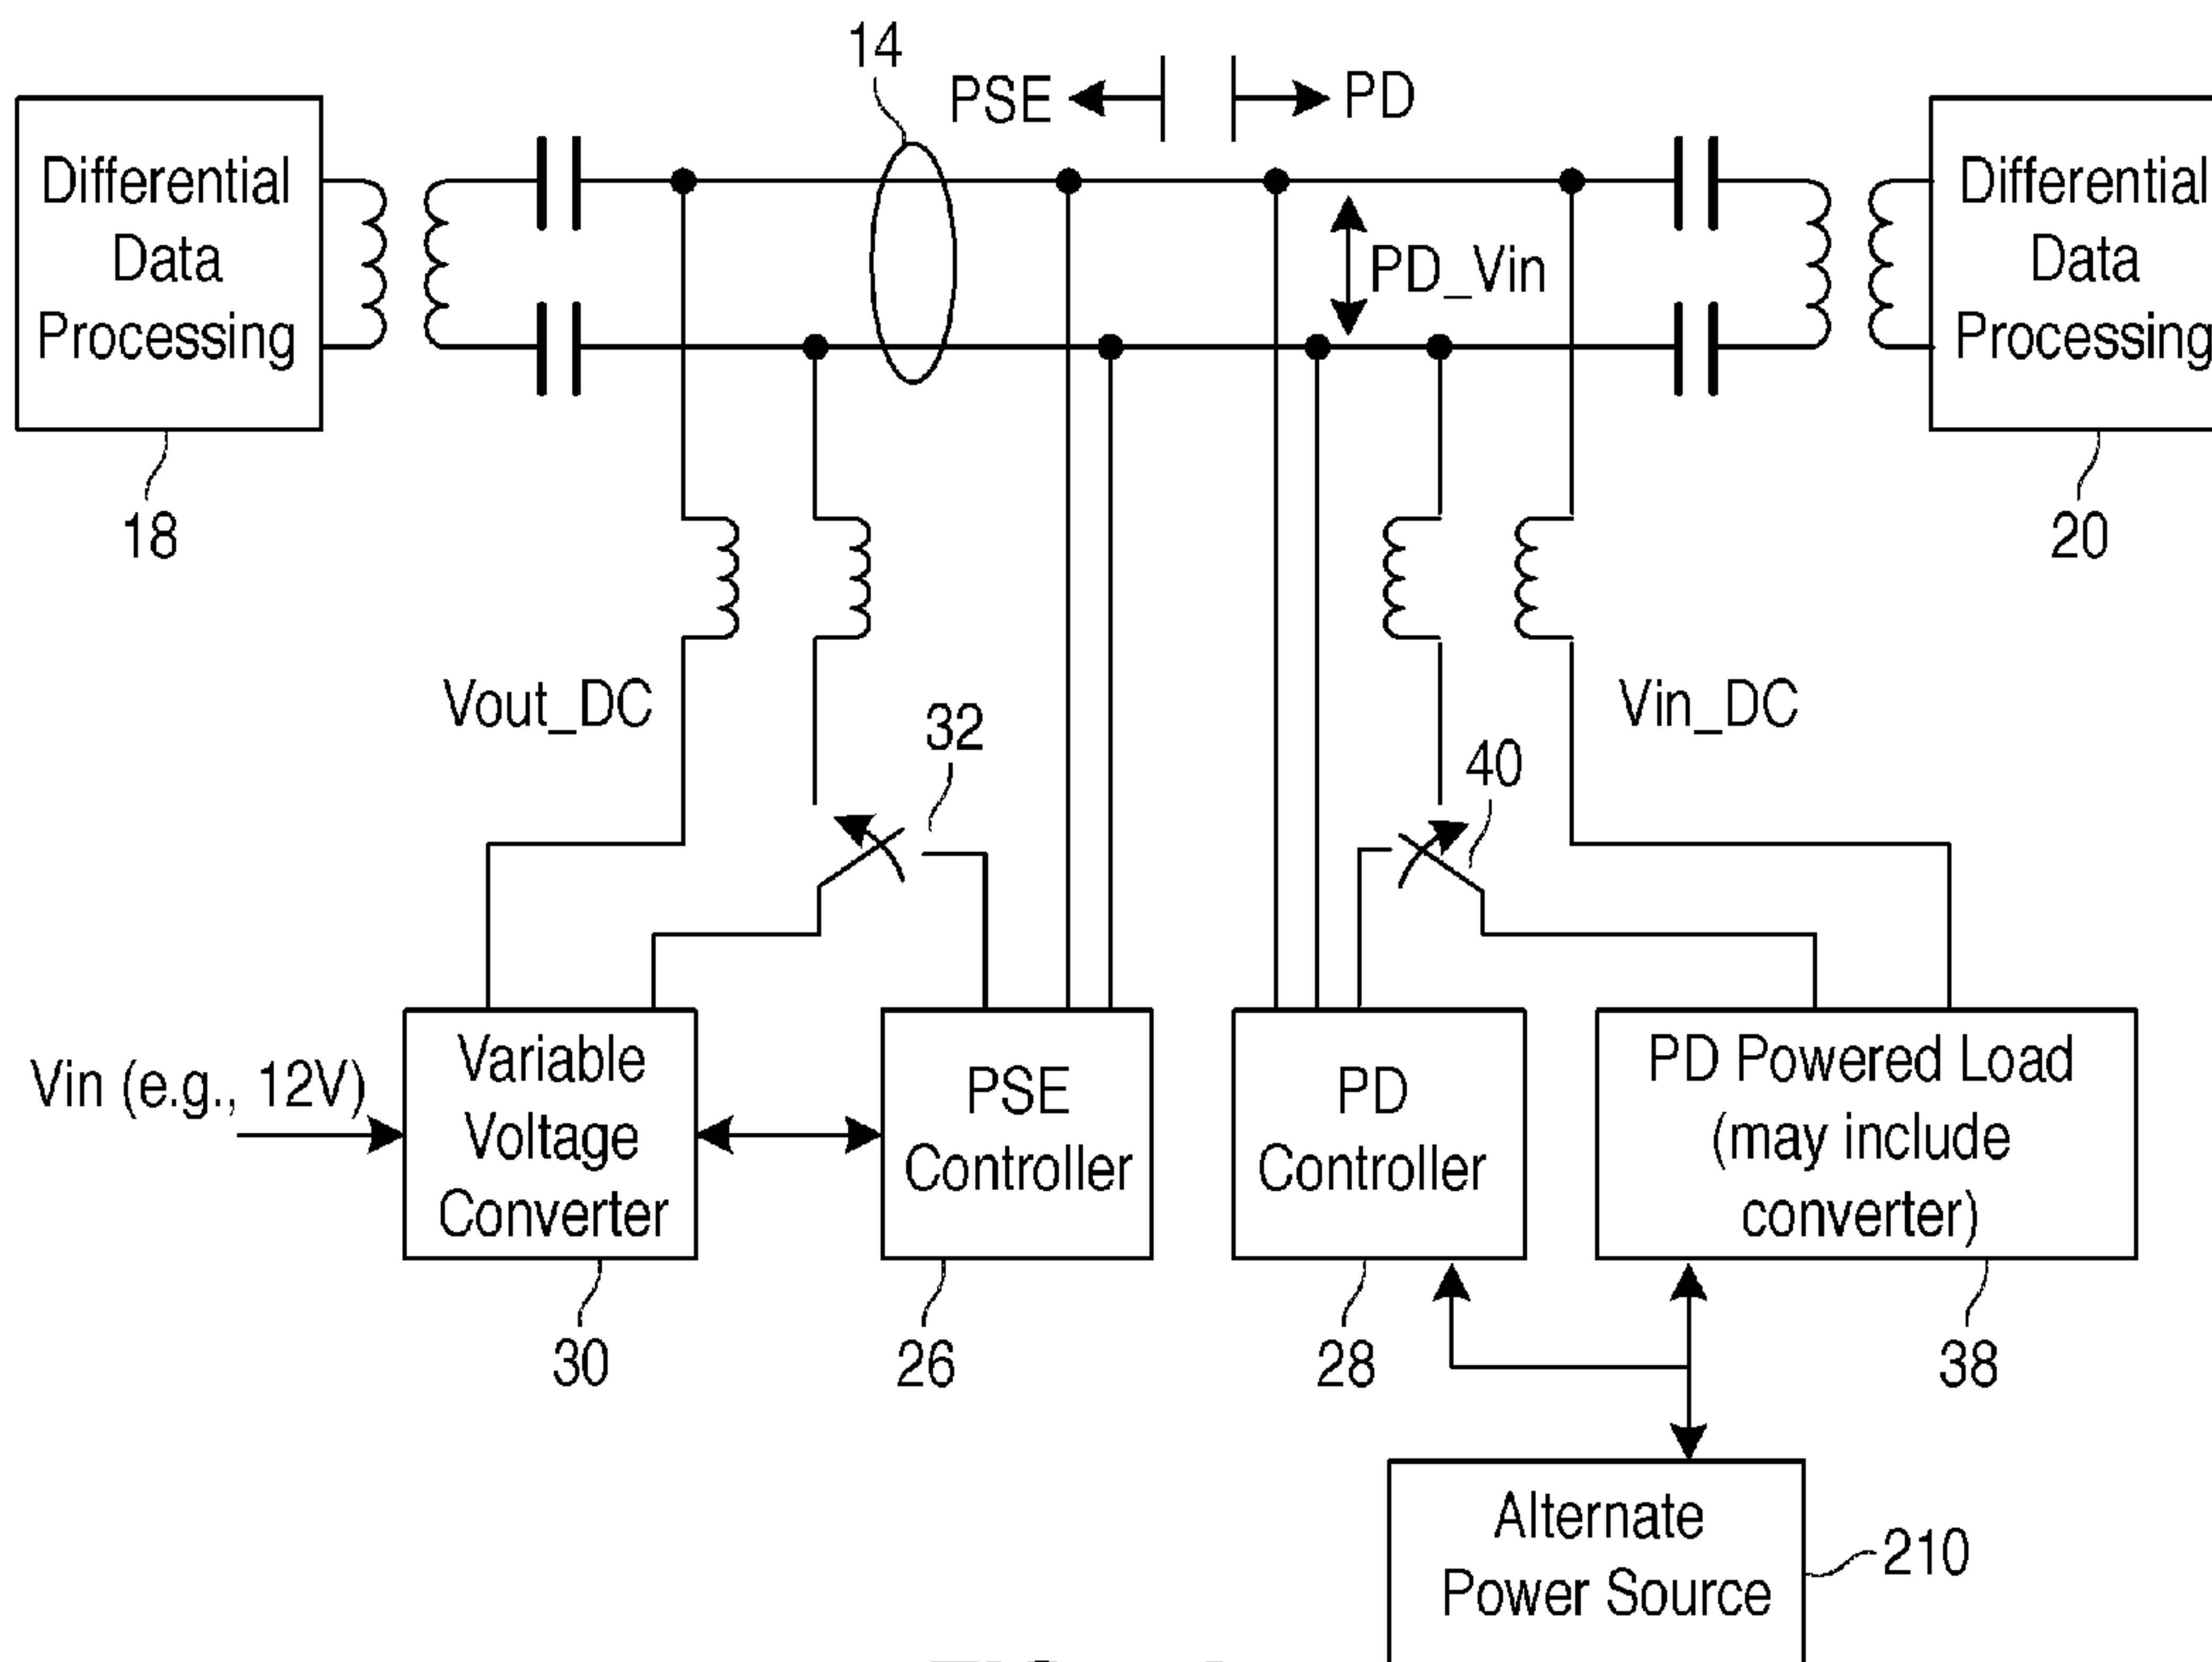 14
PSE
PD
Differential
Data
Processing
Differential
Data
Processing
PD_Vin
18
20
Vout_DC
32
Vin_DC
40
Vin (e.g., 12V)
Variable
Voltage
Converter
PSE
Controller
PD
Controller
PD Powered Load
(may include
converter)
30
26
28
38
Alternate
Power Source
210